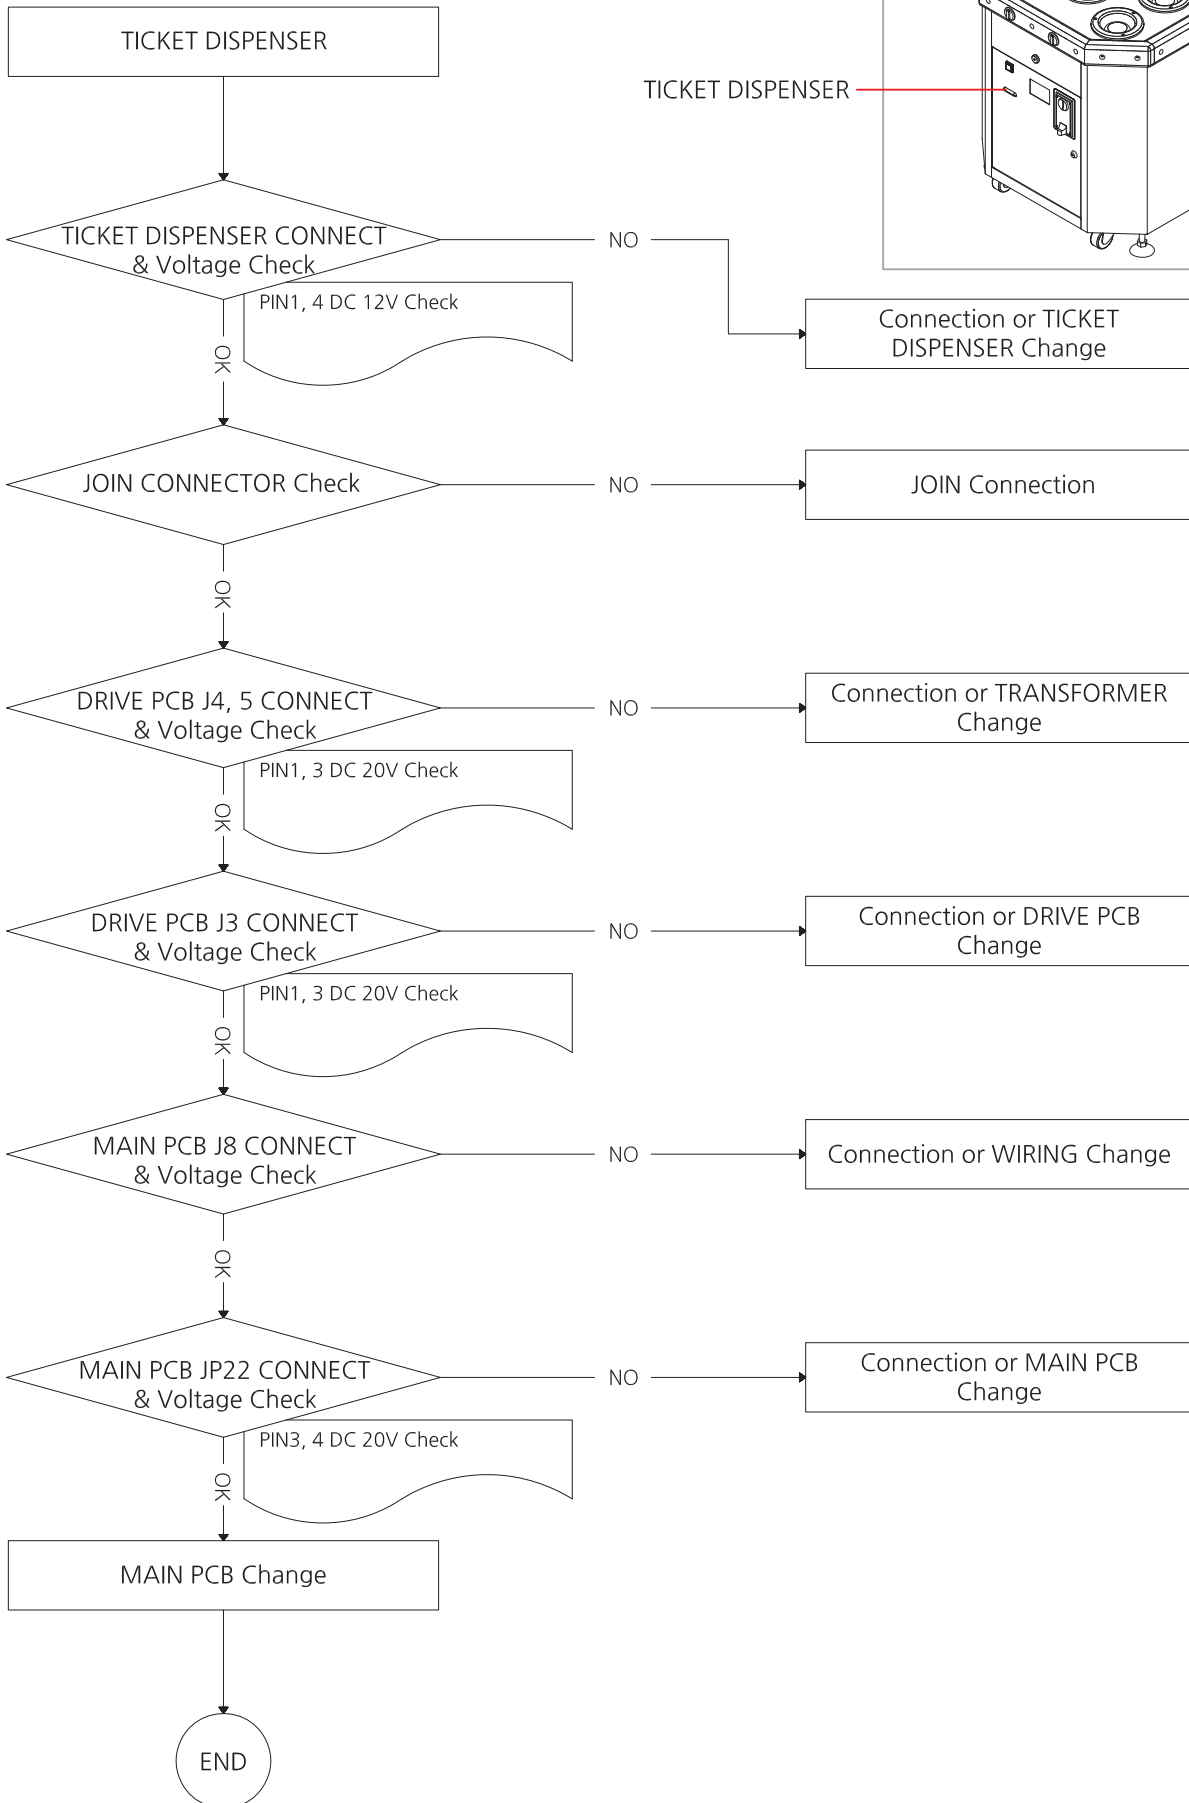 TICKET DISPENSER
TICKET DISPENSER
TICKET DISPENSER CONNECT
& Voltage Check
NO
PIN1, 4 DC 12V Check
Connection or TICKET
DISPENSER Change
OK
JOIN CONNECTOR Check
NO
JOIN Connection
OK
DRIVE PCB J4, 5 CONNECT
& Voltage Check
NO
Connection or TRANSFORMER
Change
PIN1, 3 DC 20V Check
OK
DRIVE PCB J3 CONNECT
& Voltage Check
NO
Connection or DRIVE PCB
Change
PIN1, 3 DC 20V Check
OK
MAIN PCB J8 CONNECT
& Voltage Check
NO
Connection or WIRING Change
OK
MAIN PCB JP22 CONNECT
& Voltage Check
NO
Connection or MAIN PCB
Change
PIN3, 4 DC 20V Check
OK
MAIN PCB Change
END